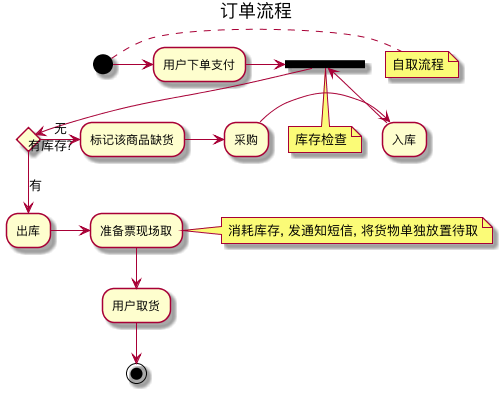 订单流程
用户下单支付
自取流程
无
有库存?
标记该商品缺货
采购
库存检查
入库
有
出库
准备票现场取
消耗库存, 发通知短信, 将货物单独放置待取
用户取货